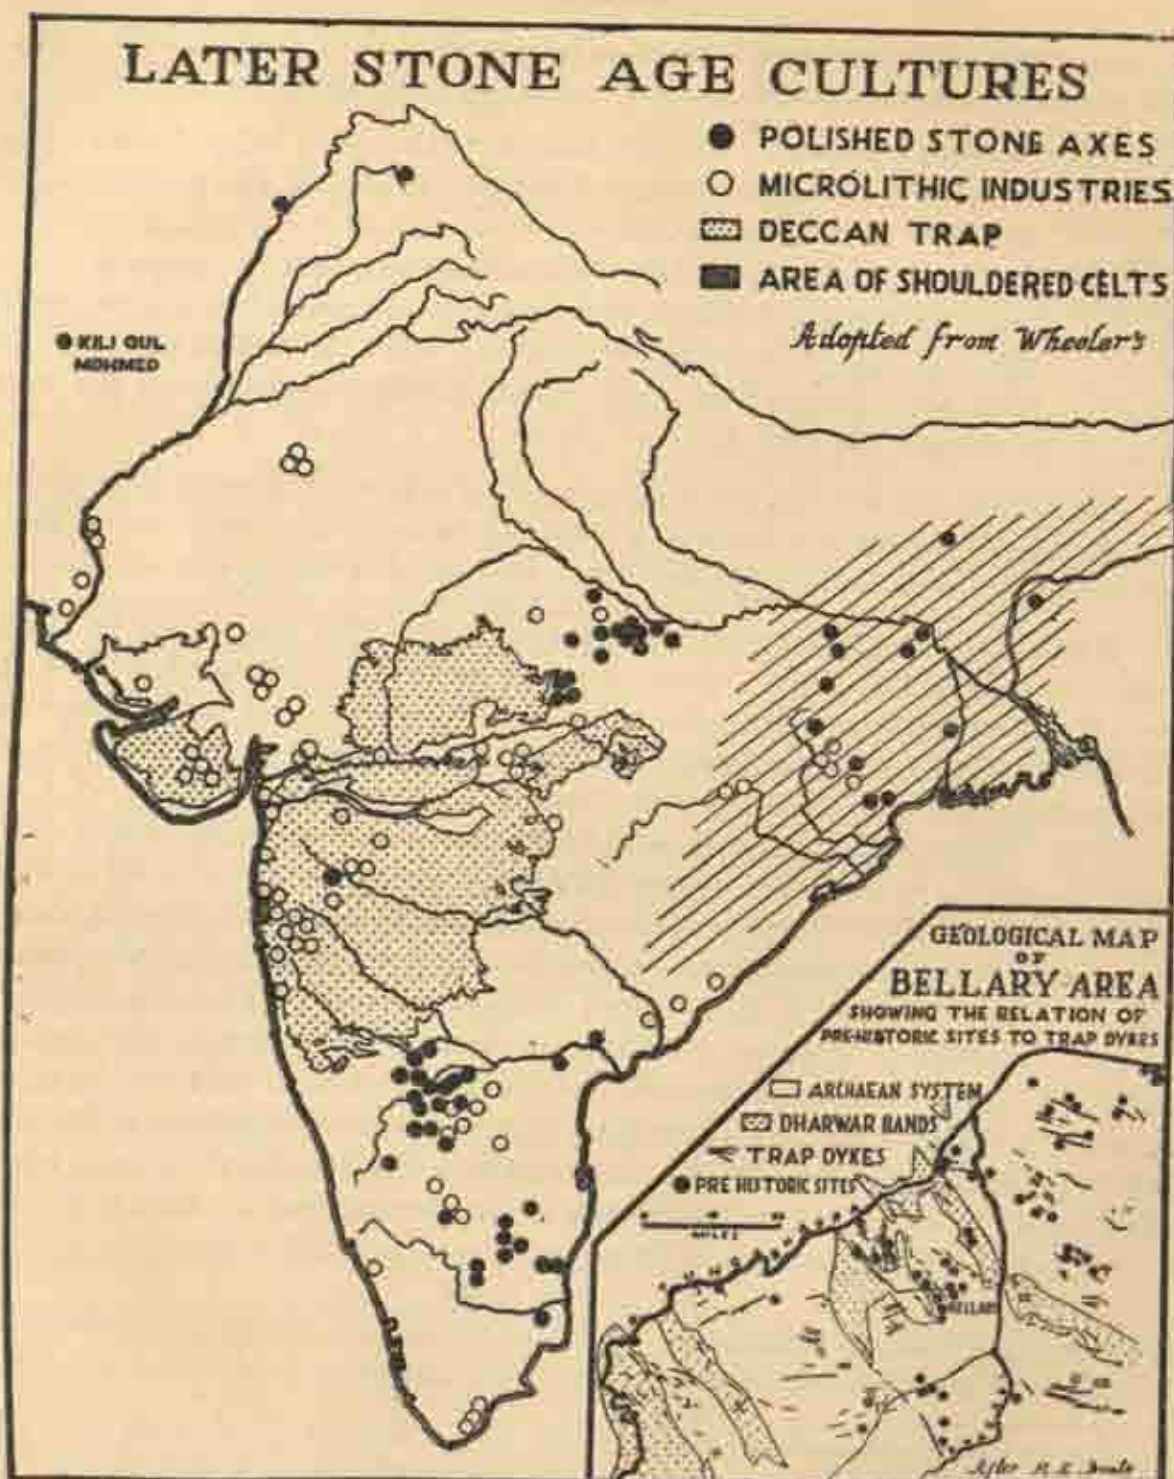 LATER STONE AGE CULTURES
POLISHED STONE AXES
MICROLITHIC INDUSTRIES
DECCAN TRAP
AREA OF SHOULDERED CELTS
Adopted from Wheeler's
KILI GUL
MOHMED
GEOLOGICAL MAP
OF
BELLARY AREA
SHOWING THE RELATION OF
PRE-HISTORIC SITES TO TRAP DYKES
ARCHAEAN SYSTEM
DHARWAR BANDS
TRAP DYKES
PRE HISTORIC SITES
MILES
BELLARY
After